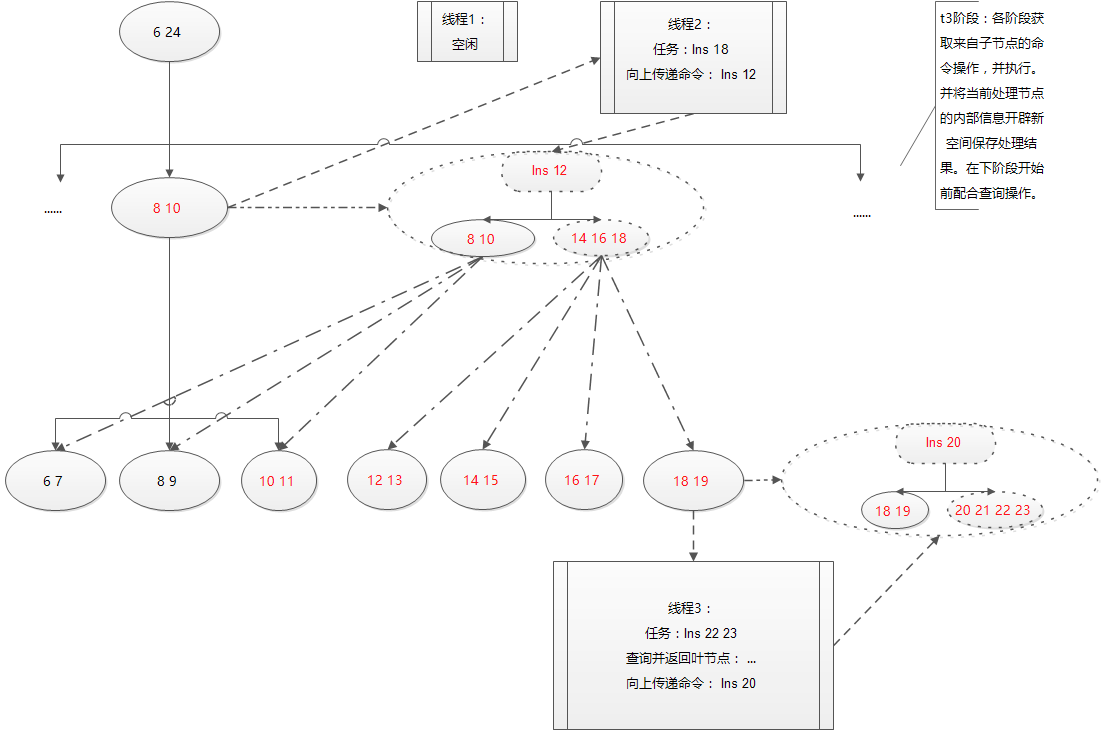 6 24
线程1：
空闲
线程2：
任务：Ins 18
向上传递命令： Ins 12
t3阶段：各阶段获
取来自子节点的命
令操作，并执行。
并将当前处理节点
的内部信息开辟新
空间保存处理结
果。在下阶段开始
前配合查询操作。
......
8 10
Ins 12
8 10
14 16 18
......
6 7
8 9
10 11
12 13
14 15
16 17
18 19
Ins 20
18 19
20 21 22 23
线程3：
任务：Ins 22 23
查询并返回叶节点： ...
向上传递命令： Ins 20